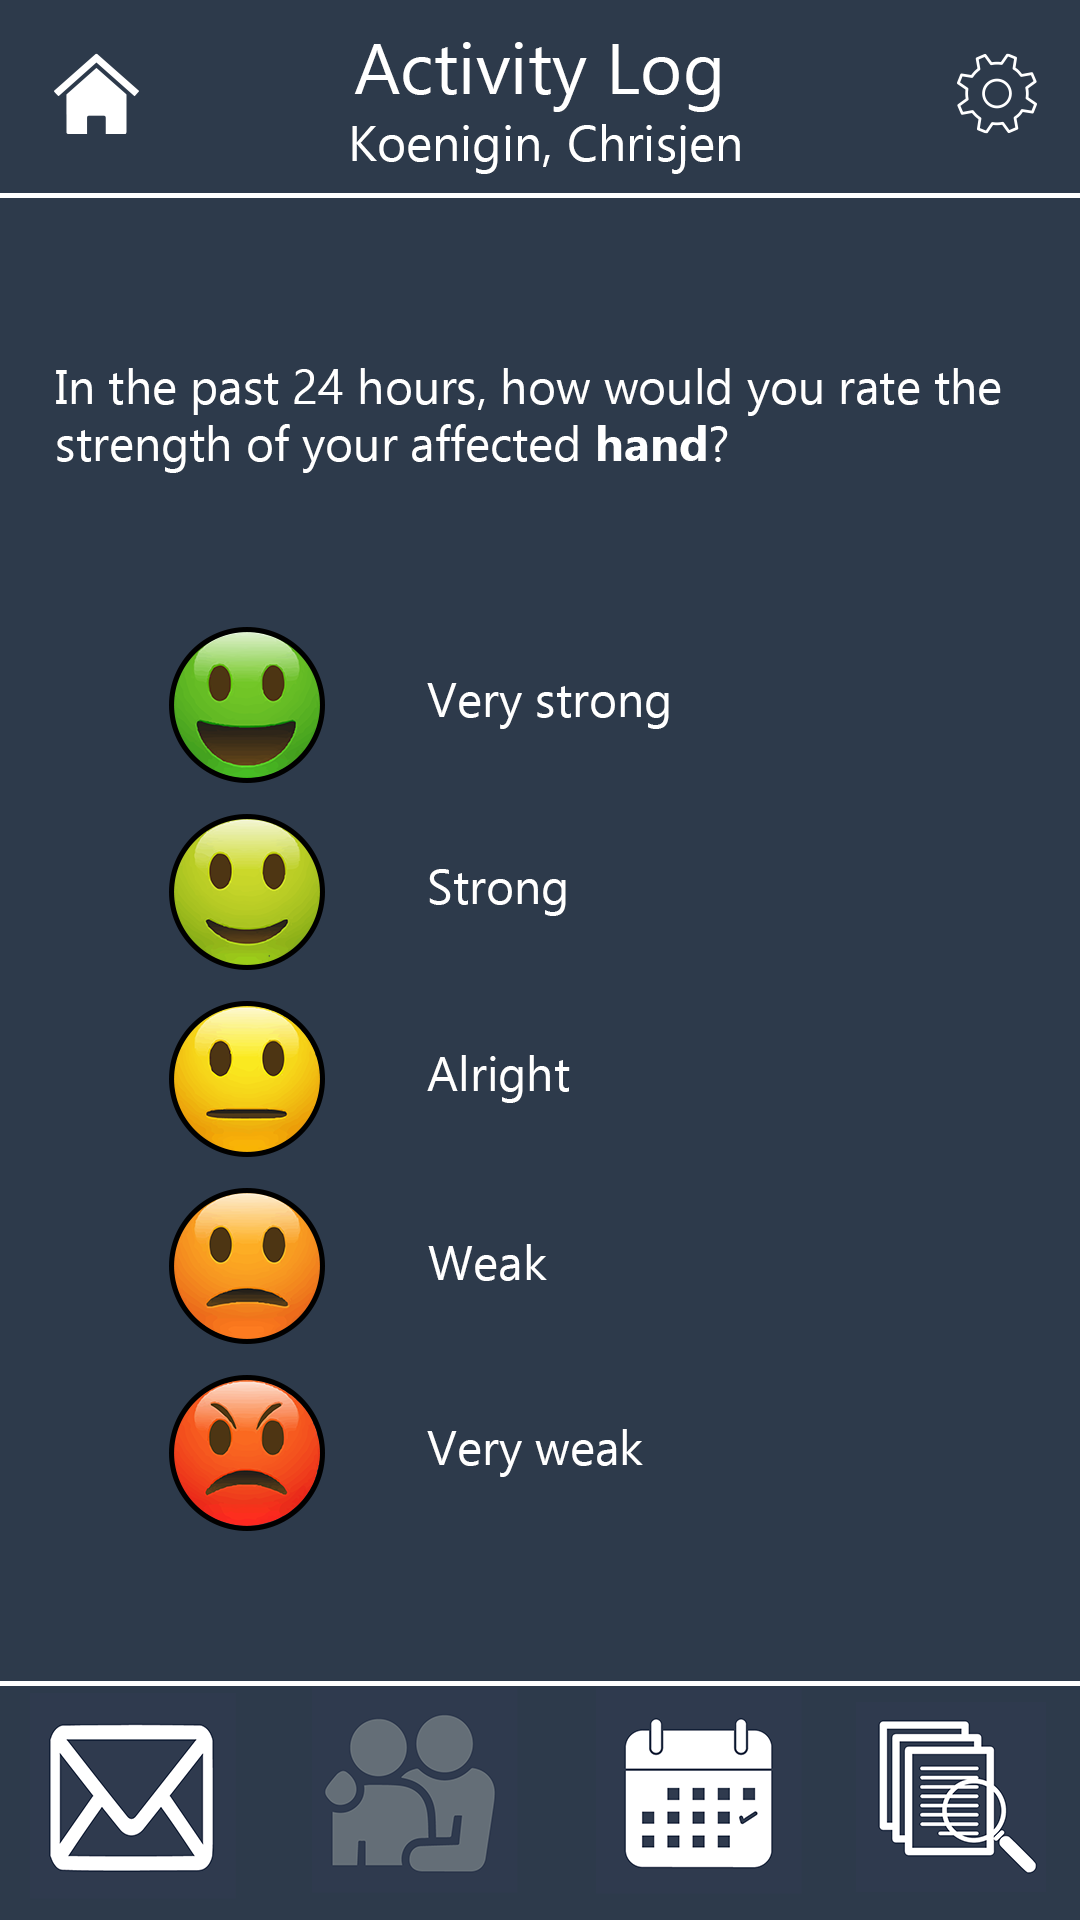 Activity Log
Koenigin, Chrisjen
In the past 24 hours, how would you rate the
strength of your affected hand?
Very strong
Strong
Alright
Weak
Very weak